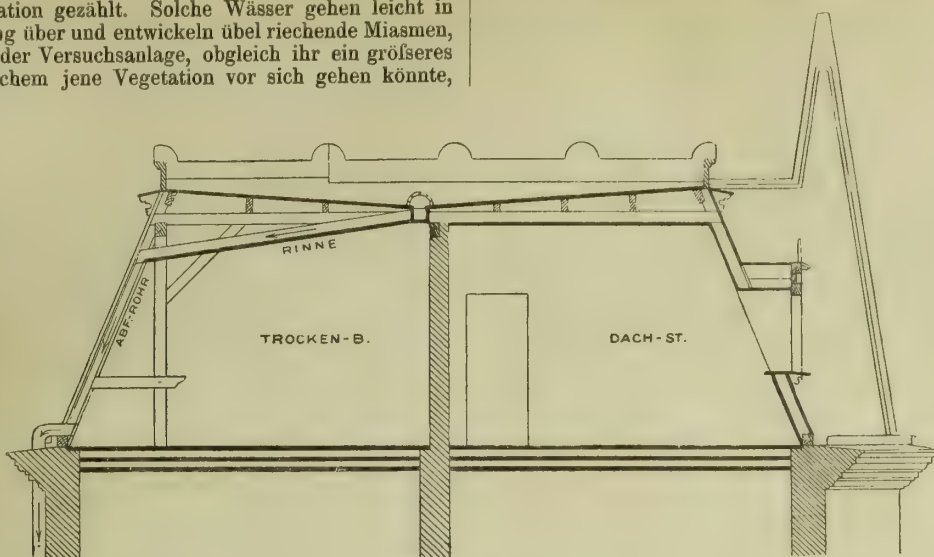 ation gezählt. Solche Wässer gehen leicht in
über und entwickeln übel riechende Miasmen,
der Versuchsanlage, obgleich ihr ein größeres
chem jene Vegetation vor sich gehen könnte,
RINNE
ABF.-ROHR
TROCKEN-B.
DACH-ST.